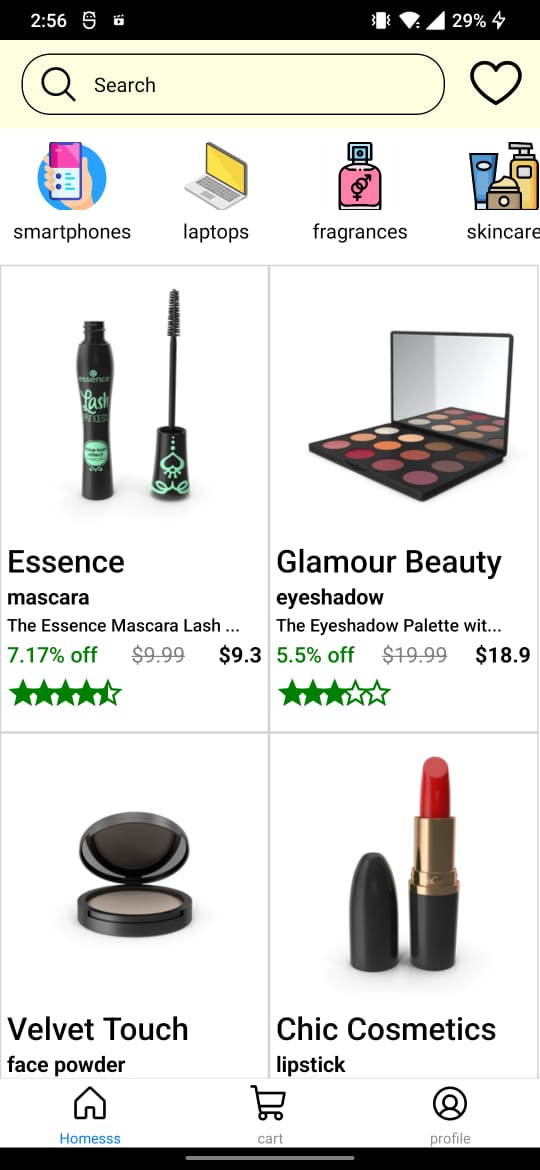 2:56 29%
Search
smartphones laptops fragrances skincare
essence
Lash
PRINCESS
Essence
mascara
The Essence Mascara Lash ...
7.17% off $9.99 $9.3
Glamour Beauty
eyeshadow
The Eyeshadow Palette wit...
5.5% off $19.99 $18.9
Velvet Touch
face powder
Chic Cosmetics
lipstick
Homesss cart profile